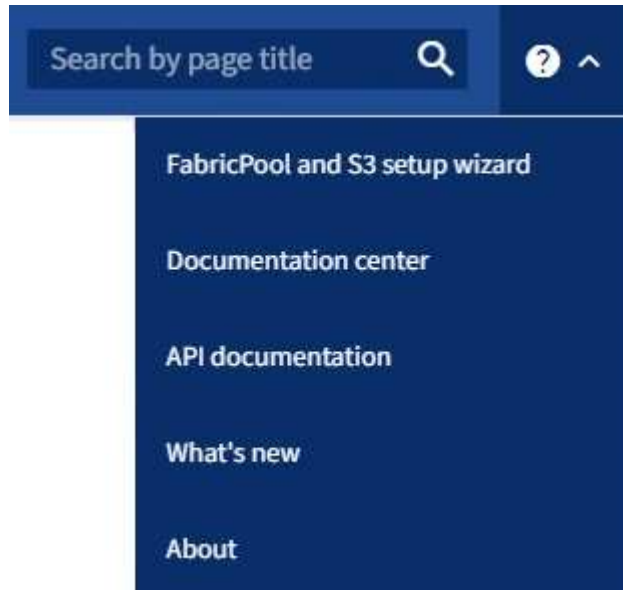 Search by page title
FabricPool and S3 setup wizard
Documentation center
API documentation
What's new
About